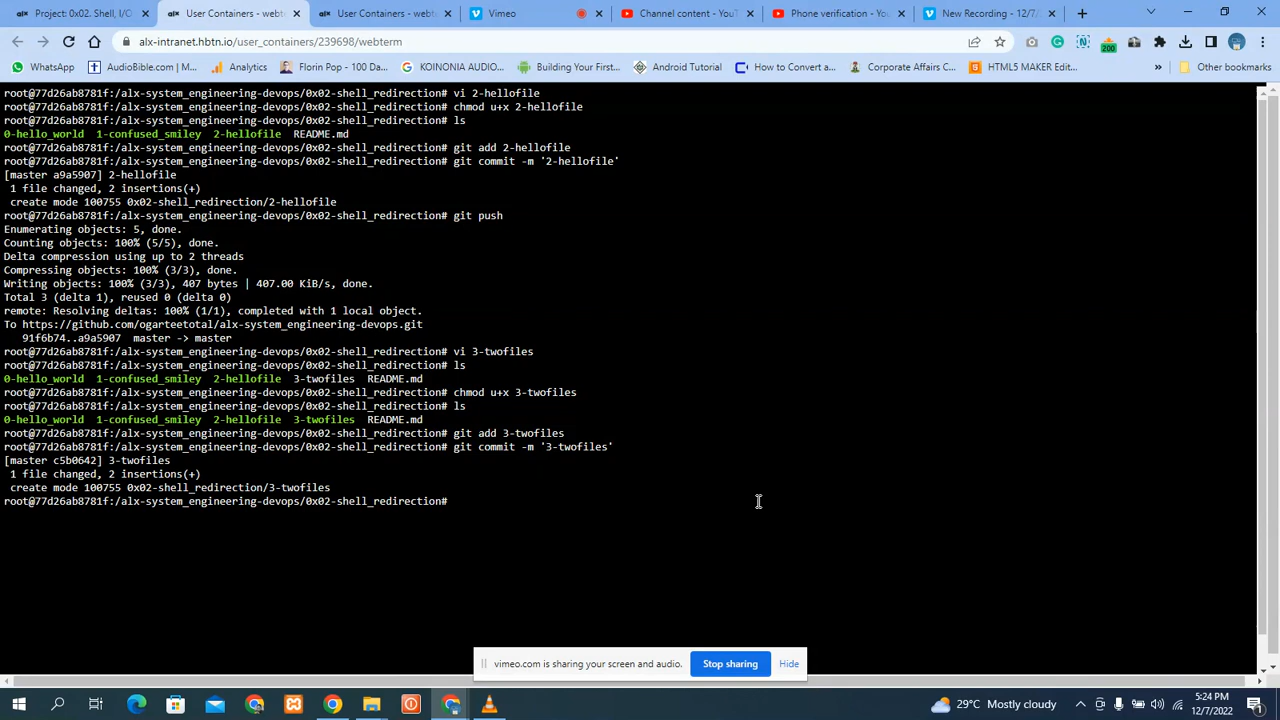 Project: 0x02. Shell, I/O
User Containers - webte
User Containers - webte
Vimeo
Channel content - YouT
Phone verification - You
New Recording - 12/7/
alx-intranet.hbtn.io/user_containers/239698/webterm
200
WhatsApp
AudioBible.com | M...
Analytics
Florin Pop - 100 Da...
KOINONIA AUDIO...
Building Your First...
Android Tutorial
How to Convert a...
Corporate Affairs C...
HTML5 MAKER Edit...
»
Other bookmarks
root@77d26ab8781f:/alx-system_engineering-devops/0x02-shell_redirection# vi 2-hellofile
root@77d26ab8781f:/alx-system_engineering-devops/0x02-shell_redirection# chmod u+x 2-hellofile
root@77d26ab8781f:/alx-system_engineering-devops/0x02-shell_redirection# ls
0-hello_world  1-confused_smiley  2-hellofile  README.md
root@77d26ab8781f:/alx-system_engineering-devops/0x02-shell_redirection# git add 2-hellofile
root@77d26ab8781f:/alx-system_engineering-devops/0x02-shell_redirection# git commit -m '2-hellofile'
[master a9a5907] 2-hellofile
1 file changed, 2 insertions(+)
create mode 100755 0x02-shell_redirection/2-hellofile
root@77d26ab8781f:/alx-system_engineering-devops/0x02-shell_redirection# git push
Enumerating objects: 5, done.
Counting objects: 100% (5/5), done.
Delta compression using up to 2 threads
Compressing objects: 100% (3/3), done.
Writing objects: 100% (3/3), 407 bytes | 407.00 KiB/s, done.
Total 3 (delta 1), reused 0 (delta 0)
remote: Resolving deltas: 100% (1/1), completed with 1 local object.
To https://github.com/ogarteetotal/alx-system_engineering-devops.git
91f6b74..a9a5907  master -> master
root@77d26ab8781f:/alx-system_engineering-devops/0x02-shell_redirection# vi 3-twofiles
root@77d26ab8781f:/alx-system_engineering-devops/0x02-shell_redirection# ls
0-hello_world  1-confused_smiley  2-hellofile  3-twofiles  README.md
root@77d26ab8781f:/alx-system_engineering-devops/0x02-shell_redirection# chmod u+x 3-twofiles
root@77d26ab8781f:/alx-system_engineering-devops/0x02-shell_redirection# ls
0-hello_world  1-confused_smiley  2-hellofile  3-twofiles  README.md
root@77d26ab8781f:/alx-system_engineering-devops/0x02-shell_redirection# git add 3-twofiles
root@77d26ab8781f:/alx-system_engineering-devops/0x02-shell_redirection# git commit -m '3-twofiles'
[master c5b0642] 3-twofiles
1 file changed, 2 insertions(+)
create mode 100755 0x02-shell_redirection/3-twofiles
root@77d26ab8781f:/alx-system_engineering-devops/0x02-shell_redirection#
vimeo.com is sharing your screen and audio.
Stop sharing
Hide
29°C Mostly cloudy
5:24 PM
12/7/2022